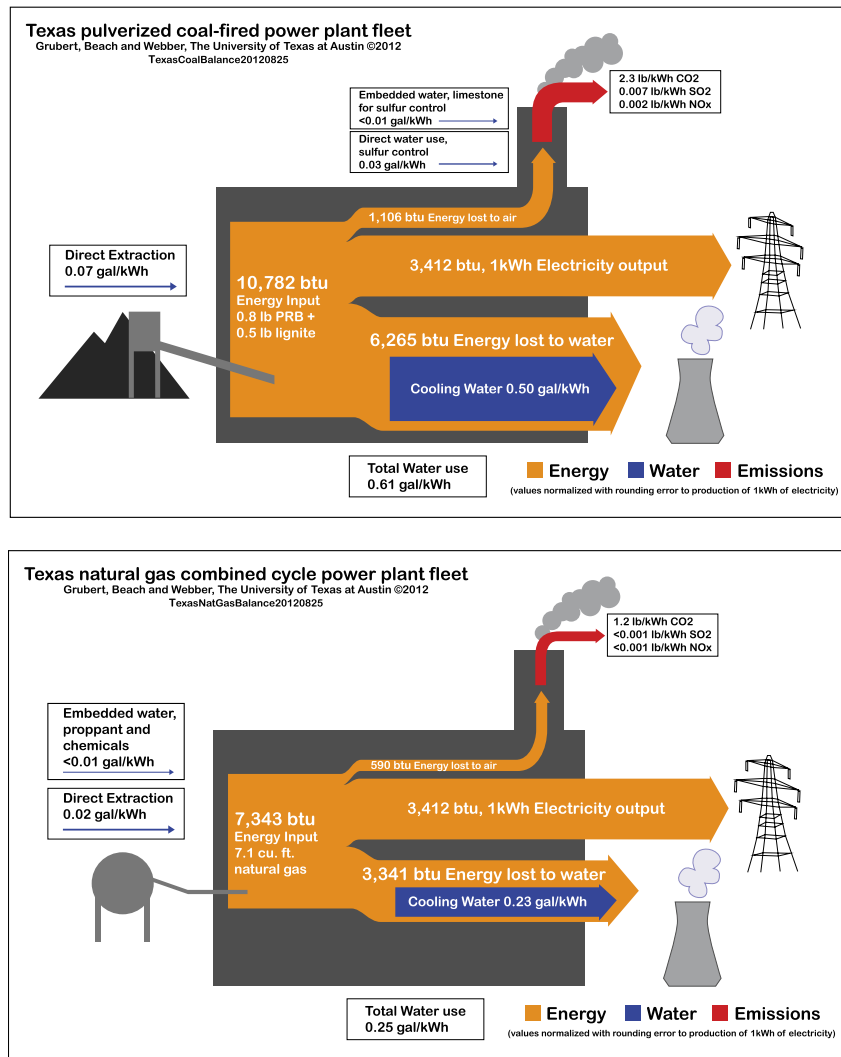 Texas pulverized coal-fired power plant fleet
Grubert, Beach and Webber, The University of Texas at Austin ©2012
TexasCoalBalance20120825
Embedded water, limestone
for sulfur control
<0.01 gal/kWh
2.3 lb/kWh CO2
0.007 lb/kWh SO2
0.002 lb/kWh NOx
Direct water use,
sulfur control
0.03 gal/kWh
1,106 btu Energy lost to air
Direct Extraction
0.07 gal/kWh
3,412 btu, 1kWh Electricity output
10,782 btu
Energy Input
0.8 lb PRB +
0.5 lb lignite
6,265 btu Energy lost to water
Cooling Water 0.50 gal/kWh
Total Water use
0.61 gal/kWh
Energy Water Emissions
(values normalized with rounding error to production of 1kWh of electricity)
Texas natural gas combined cycle power plant fleet
Grubert, Beach and Webber, The University of Texas at Austin ©2012
TexasNatGasBalance20120825
1.2 lb/kWh CO2
<0.001 lb/kWh SO2
<0.001 lb/kWh NOx
Embedded water,
proppant and
chemicals
<0.01 gal/kWh
590 btu Energy lost to air
Direct Extraction
0.02 gal/kWh
3,412 btu, 1kWh Electricity output
7,343 btu
Energy Input
7.1 cu. ft.
natural gas
3,341 btu Energy lost to water
Cooling Water 0.23 gal/kWh
Total Water use
0.25 gal/kWh
Energy Water Emissions
(values normalized with rounding error to production of 1kWh of electricity)